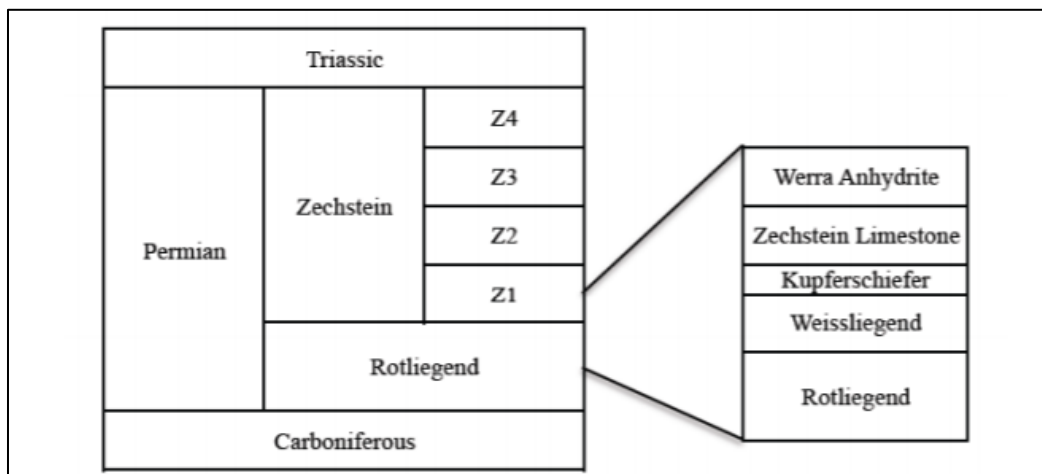 Triassic
Permian
Zechstein
Z4
Z3
Z2
Z1
Rotliegend
Carboniferous
Werra Anhydrite
Zechstein Limestone
Kupferschiefer
Weissliegend
Rotliegend